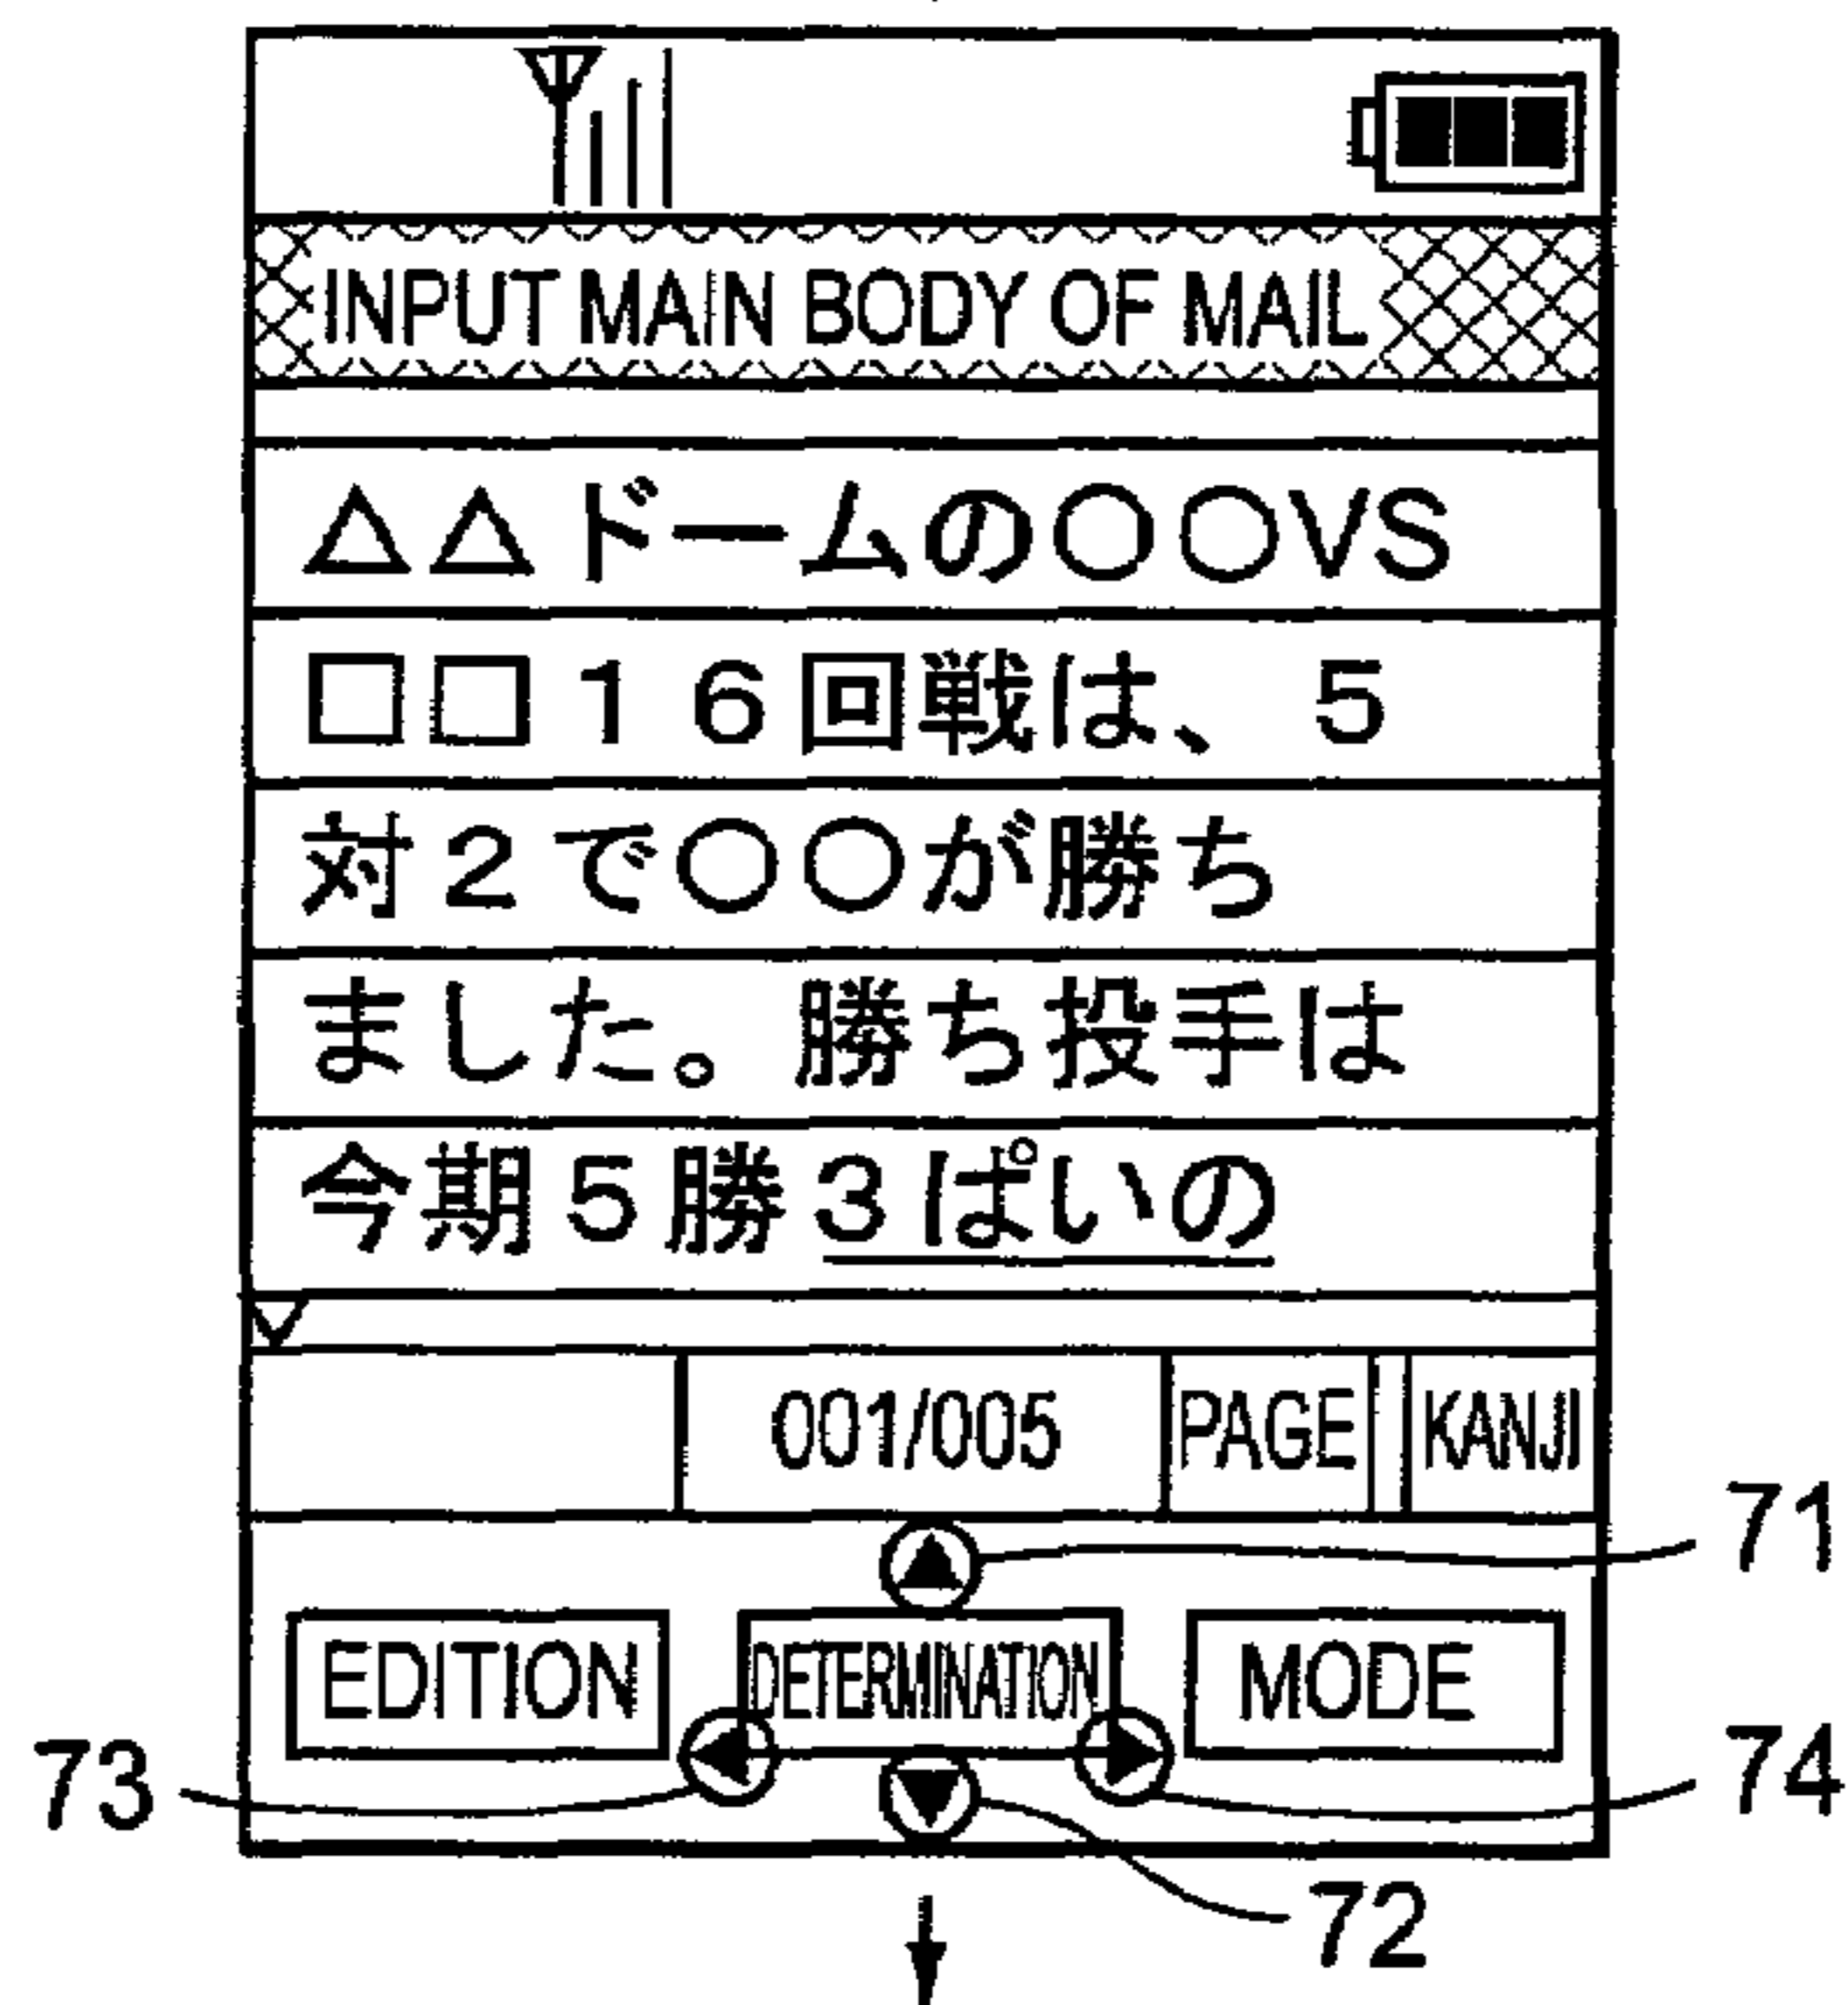 INPUT MAIN BODY OF MAIL
△△ドームの○○VS
□□16回戦は、5
対2で○○が勝ち
ました。勝ち投手は
今期5勝3ぱいの
001/005 PAGE KANJI
71
EDITION DETERMINATION MODE
73 74
72